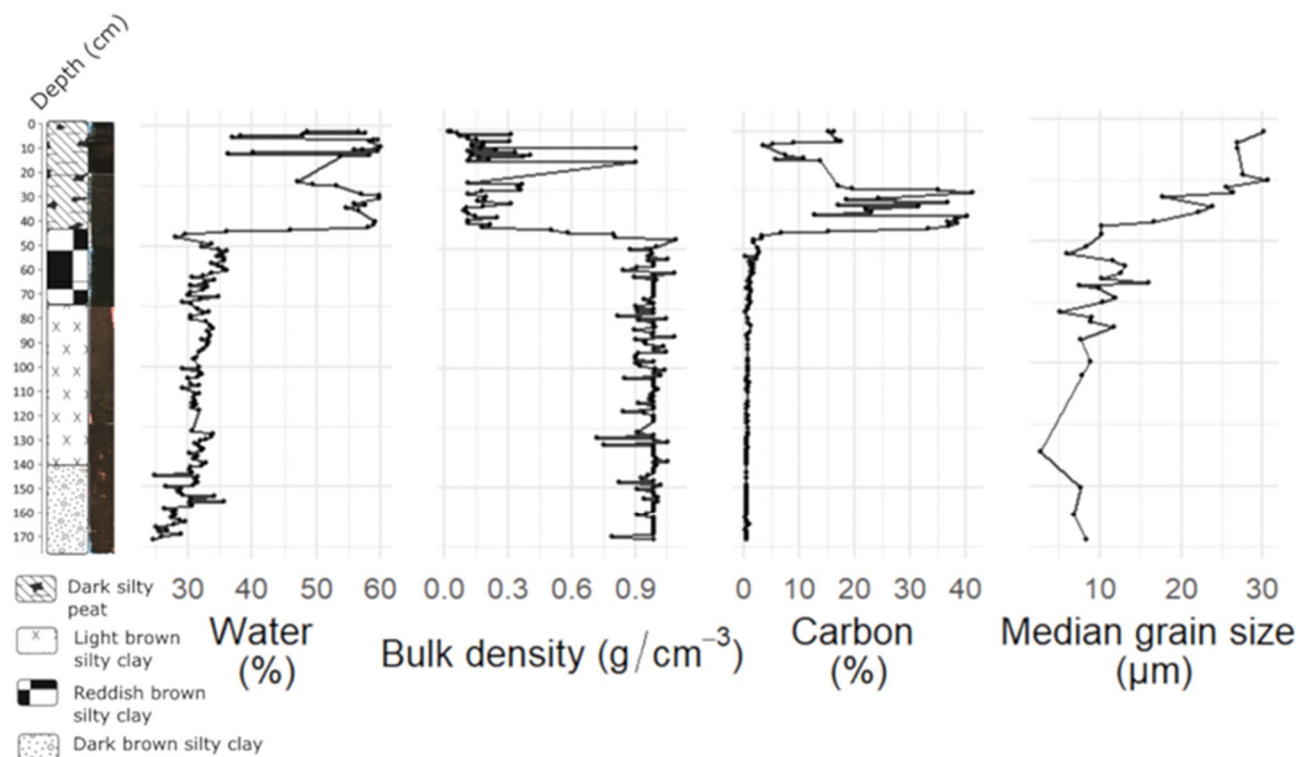 Depth (cm)
0
10
20
30
40
50
60
70
80
90
100
110
120
130
140
150
160
170
30 40 50 60
0.0 0.3 0.6 0.9
0 10 20 30 40
10 20 30
Water
(%)
Bulk density (g/cm⁻³)
Carbon
(%)
Median grain size
(µm)
Dark silty
peat
Light brown
silty clay
Reddish brown
silty clay
Dark brown silty clay